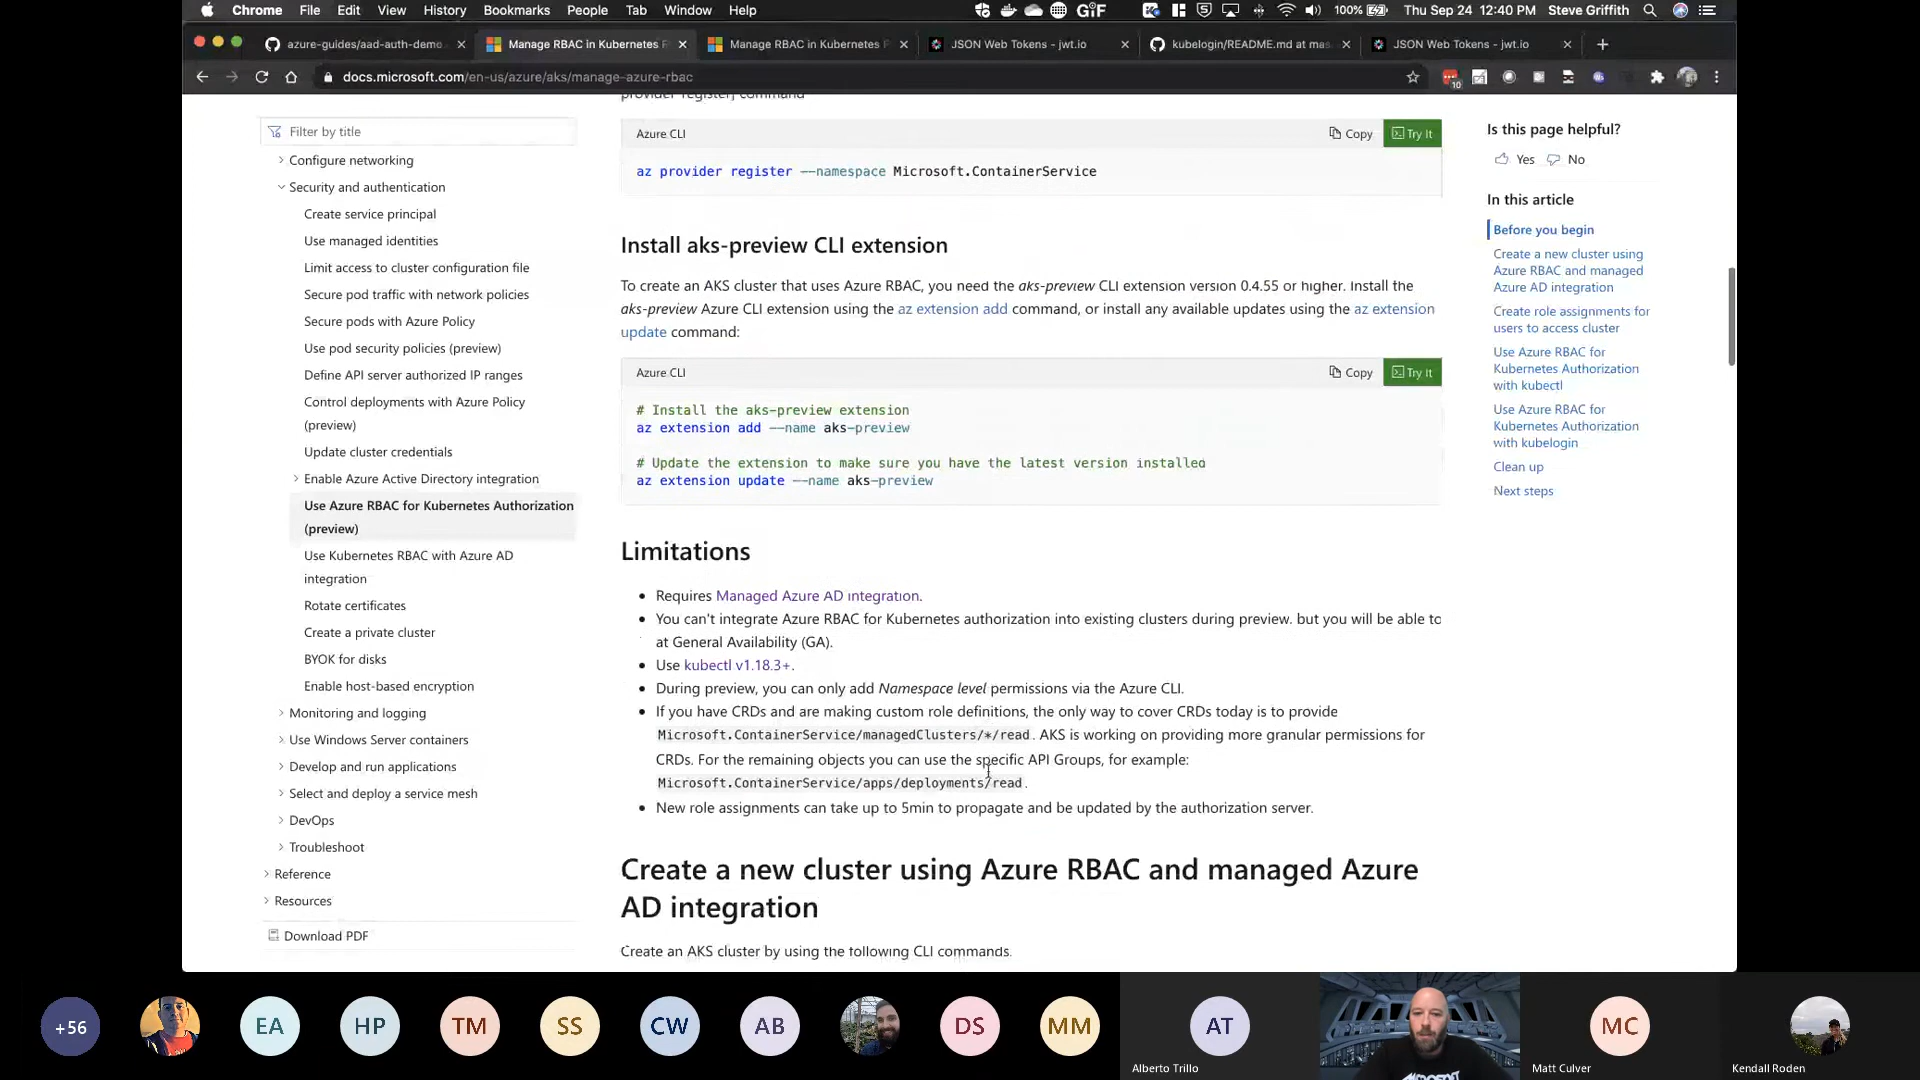 Chrome File Edit View History Bookmarks People Tab Window Help
GIF 100% Thu Sep 24 12:40 PM Steve Griffith
azure-guides/aad-auth-demo
Manage RBAC in Kubernetes F
Manage RBAC in Kubernetes F
JSON Web Tokens - jwt.io
kubelogin/README.md at mas
JSON Web Tokens - jwt.io
docs.microsoft.com/en-us/azure/aks/manage-azure-rbac
10
Filter by title
Configure networking
Security and authentication
Create service principal
Use managed identities
Limit access to cluster configuration file
Secure pod traffic with network policies
Secure pods with Azure Policy
Use pod security policies (preview)
Define API server authorized IP ranges
Control deployments with Azure Policy
(preview)
Update cluster credentials
Enable Azure Active Directory integration
Use Azure RBAC for Kubernetes Authorization
(preview)
Use Kubernetes RBAC with Azure AD
integration
Rotate certificates
Create a private cluster
BYOK for disks
Enable host-based encryption
Monitoring and logging
Use Windows Server containers
Develop and run applications
Select and deploy a service mesh
DevOps
Troubleshoot
Reference
Resources
Download PDF
provider register] command
Azure CLI Copy Try It
az provider register --namespace Microsoft.ContainerService
Install aks-preview CLI extension
To create an AKS cluster that uses Azure RBAC, you need the aks-preview CLI extension version 0.4.55 or higher. Install the
aks-preview Azure CLI extension using the az extension add command, or install any available updates using the az extension
update command:
Azure CLI Copy Try It
# Install the aks-preview extension
az extension add --name aks-preview
# Update the extension to make sure you have the latest version installed
az extension update --name aks-preview
Limitations
Requires Managed Azure AD integration.
You can't integrate Azure RBAC for Kubernetes authorization into existing clusters during preview, but you will be able to
at General Availability (GA).
Use kubectl v1.18.3+.
During preview, you can only add Namespace level permissions via the Azure CLI.
If you have CRDs and are making custom role definitions, the only way to cover CRDs today is to provide
Microsoft.ContainerService/managedClusters/*/read. AKS is working on providing more granular permissions for
CRDs. For the remaining objects you can use the specific API Groups, for example:
Microsoft.ContainerService/apps/deployments/read.
New role assignments can take up to 5min to propagate and be updated by the authorization server.
Create a new cluster using Azure RBAC and managed Azure
AD integration
Create an AKS cluster by using the following CLI commands.
Is this page helpful?
Yes No
In this article
Before you begin
Create a new cluster using
Azure RBAC and managed
Azure AD integration
Create role assignments for
users to access cluster
Use Azure RBAC for
Kubernetes Authorization
with kubectl
Use Azure RBAC for
Kubernetes Authorization
with kubelogin
Clean up
Next steps
+56 EA HP TM SS CW AB DS MM AT MC
Alberto Trillo Matt Culver Kendall Roden